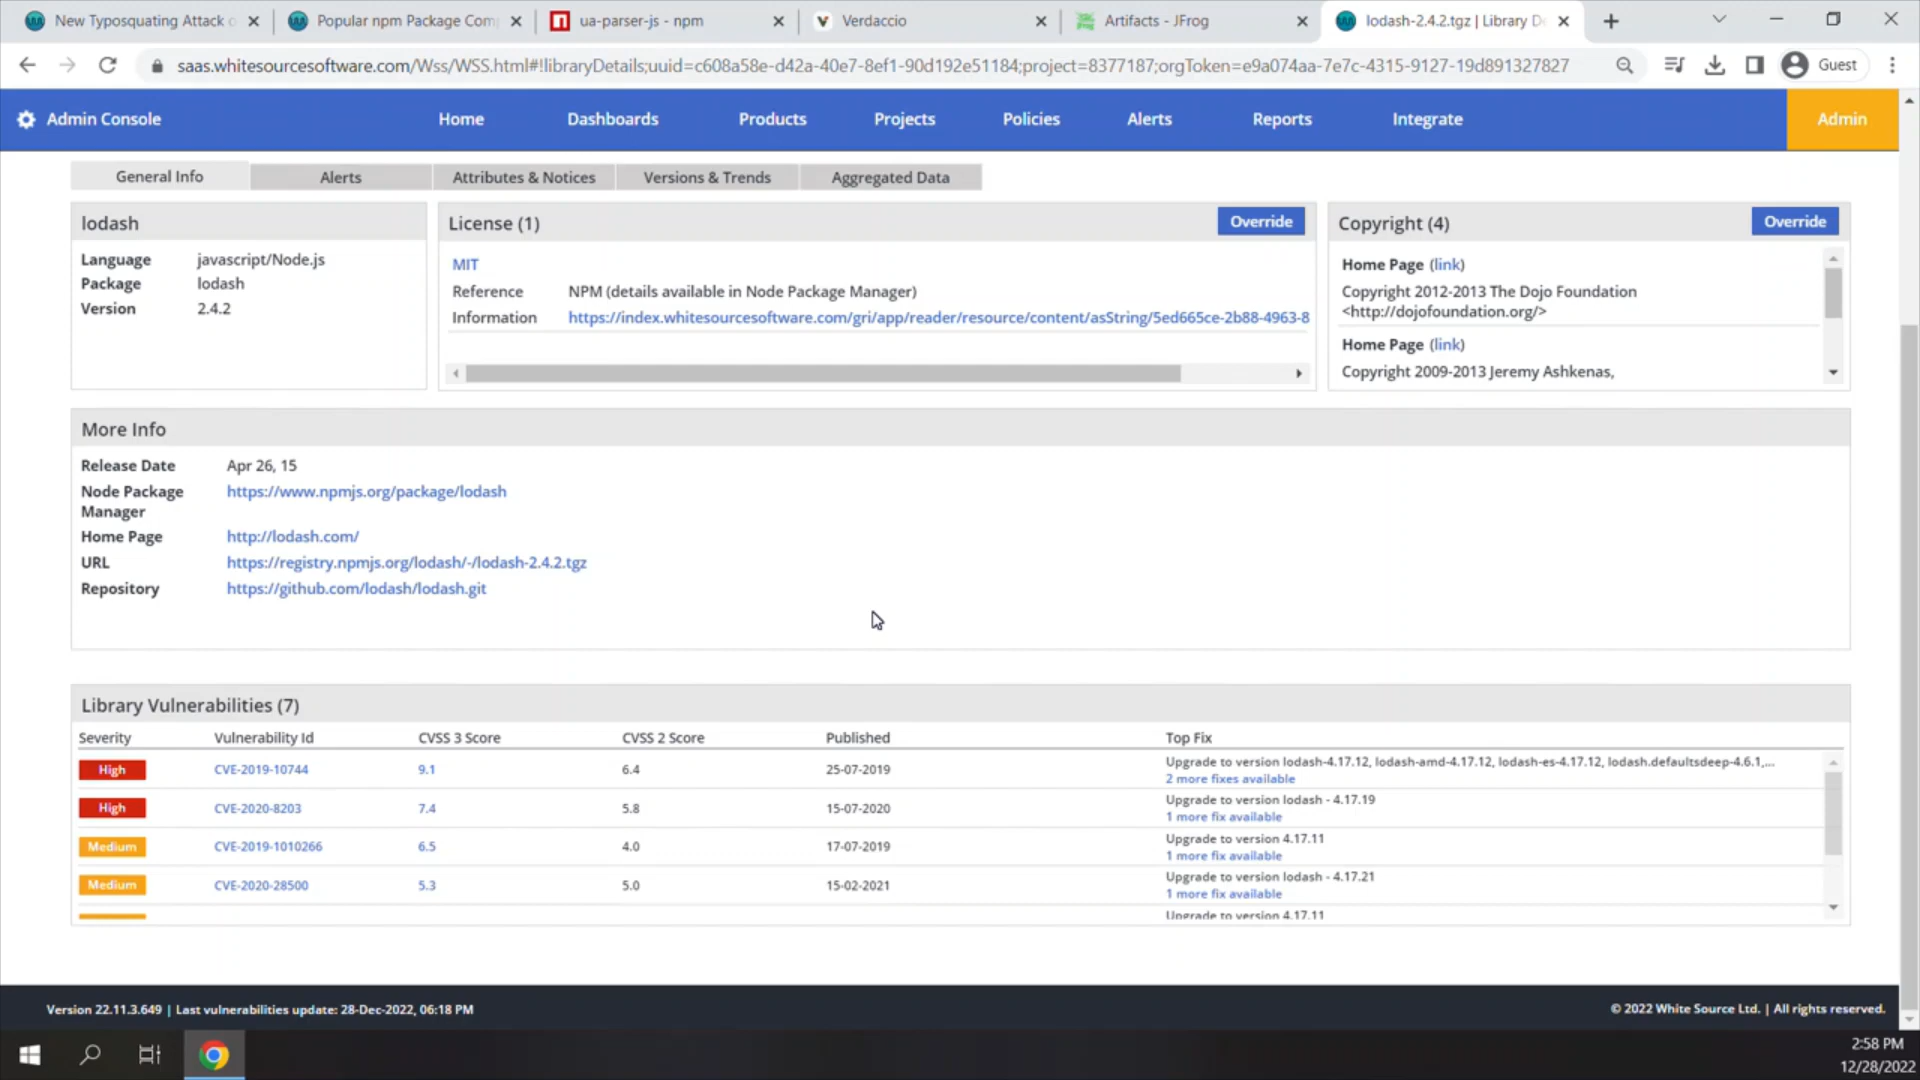 New Typosquatting Attack o
Popular npm Package Com
ua-parser-js - npm
Verdaccio
Artifacts - JFrog
lodash-2.4.2.tgz | Library De
saas.whitesourcesoftware.com/Wss/WSS.html#!libraryDetails;uuid=c608a58e-d42a-40e7-8ef1-90d192e51184;project=8377187;orgToken=e9a074aa-7e7c-4315-9127-19d891327827
Guest
Admin Console
Home
Dashboards
Products
Projects
Policies
Alerts
Reports
Integrate
Admin
General Info
Alerts
Attributes & Notices
Versions & Trends
Aggregated Data
lodash
Language javascript/Node.js
Package lodash
Version 2.4.2
License (1)
Override
MIT
Reference NPM (details available in Node Package Manager)
Information https://index.whitesourcesoftware.com/gri/app/reader/resource/content/asString/5ed665ce-2b88-4963-8
Copyright (4)
Override
Home Page (link)
Copyright 2012-2013 The Dojo Foundation
<http://dojofoundation.org/>
Home Page (link)
Copyright 2009-2013 Jeremy Ashkenas,
More Info
Release Date Apr 26, 15
Node Package https://www.npmjs.org/package/lodash
Manager
Home Page http://lodash.com/
URL https://registry.npmjs.org/lodash/-/lodash-2.4.2.tgz
Repository https://github.com/lodash/lodash.git
Library Vulnerabilities (7)
Severity Vulnerability Id CVSS 3 Score CVSS 2 Score Published Top Fix
High CVE-2019-10744 9.1 6.4 25-07-2019 Upgrade to version lodash-4.17.12, lodash-amd-4.17.12, lodash-es-4.17.12, lodash.defaultsdeep-4.6.1,...
2 more fixes available
High CVE-2020-8203 7.4 5.8 15-07-2020 Upgrade to version lodash - 4.17.19
1 more fix available
Medium CVE-2019-1010266 6.5 4.0 17-07-2019 Upgrade to version 4.17.11
1 more fix available
Medium CVE-2020-28500 5.3 5.0 15-02-2021 Upgrade to version lodash - 4.17.21
1 more fix available
Upgrade to version 4.17.11
Version 22.11.3.649 | Last vulnerabilities update: 28-Dec-2022, 06:18 PM
© 2022 White Source Ltd. | All rights reserved.
2:58 PM
12/28/2022